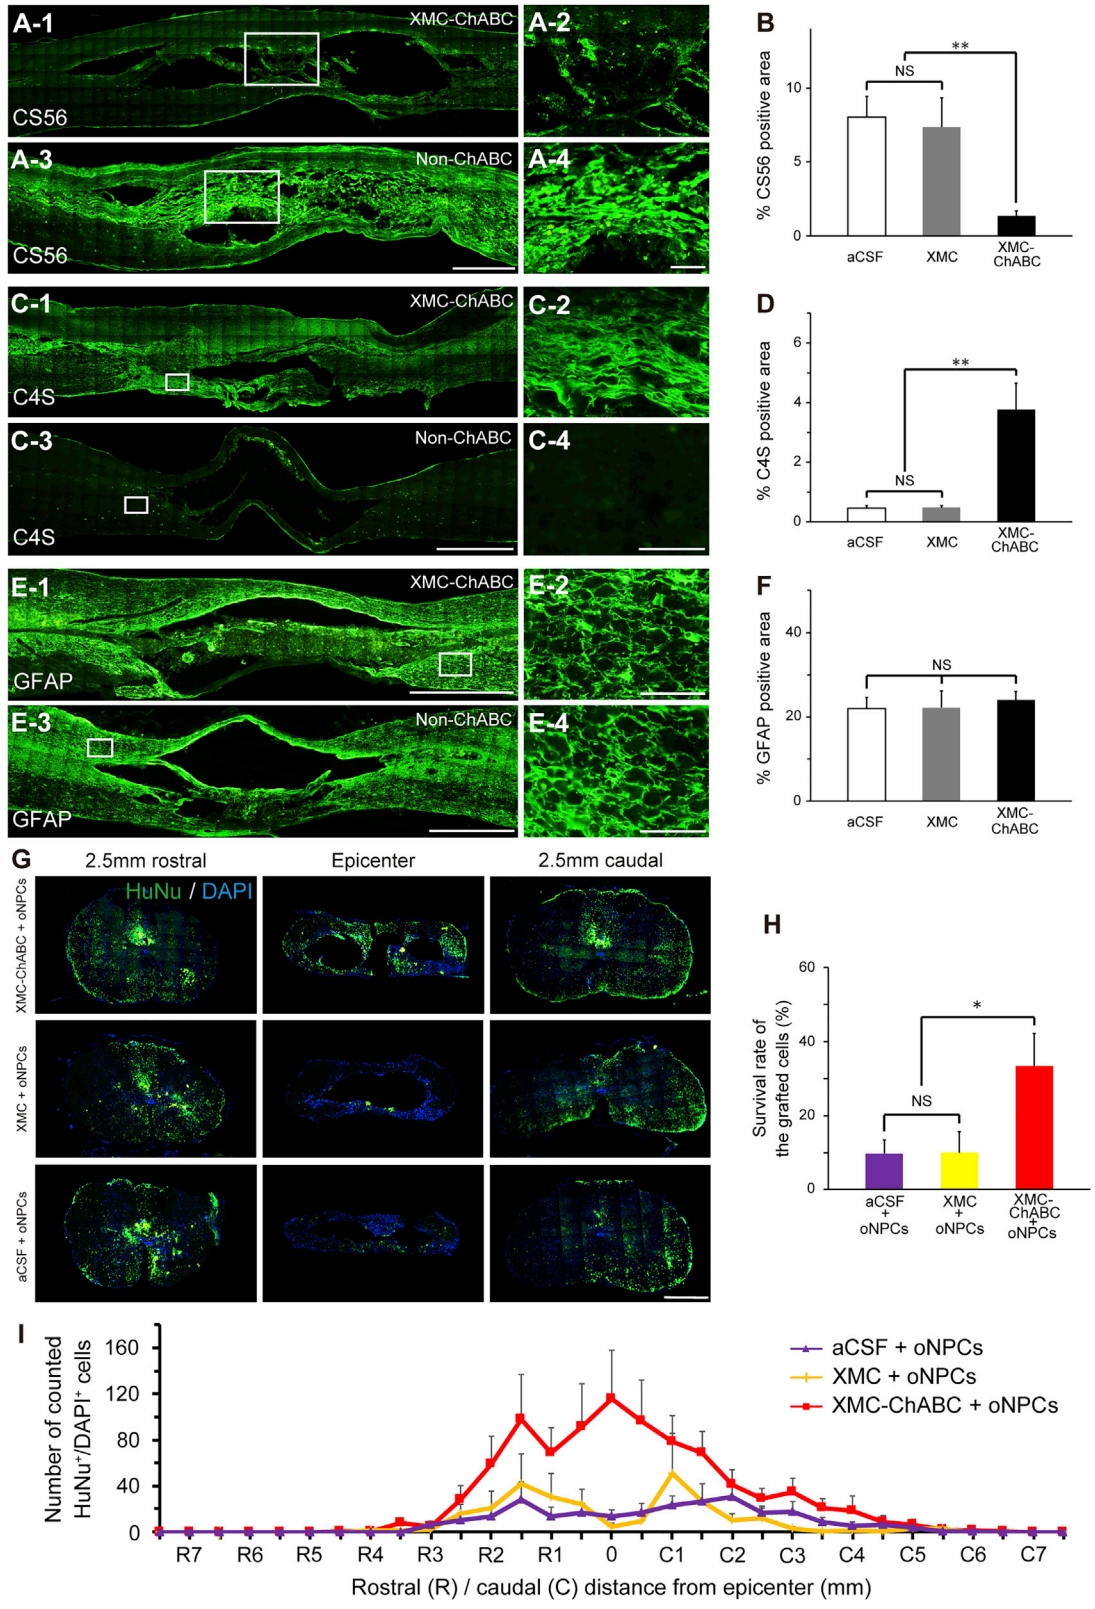 A-1
XMC-ChABC
CS56
A-2
A-3
Non-ChABC
CS56
A-4
B
% CS56 positive area
10
5
0
NS
**
aCSF
XMC
XMC-
ChABC
C-1
XMC-ChABC
C4S
C-2
C-3
Non-ChABC
C4S
C-4
D
% C4S positive area
6
4
2
0
NS
**
aCSF
XMC
XMC-
ChABC
E-1
XMC-ChABC
GFAP
E-2
E-3
Non-ChABC
GFAP
E-4
F
% GFAP positive area
40
20
0
NS
aCSF
XMC
XMC-
ChABC
G
2.5mm rostral
Epicenter
2.5mm caudal
HuNu / DAPI
XMC-ChABC + oNPCs
XMC + oNPCs
aCSF + oNPCs
H
Survival rate of
the grafted cells (%)
60
40
20
0
NS
*
aCSF
+
oNPCs
XMC
+
oNPCs
XMC-
ChABC
+
oNPCs
I
Number of counted
HuNu⁺/DAPI⁺ cells
160
120
80
40
0
aCSF + oNPCs
XMC + oNPCs
XMC-ChABC + oNPCs
R7 R6 R5 R4 R3 R2 R1 0 C1 C2 C3 C4 C5 C6 C7
Rostral (R) / caudal (C) distance from epicenter (mm)